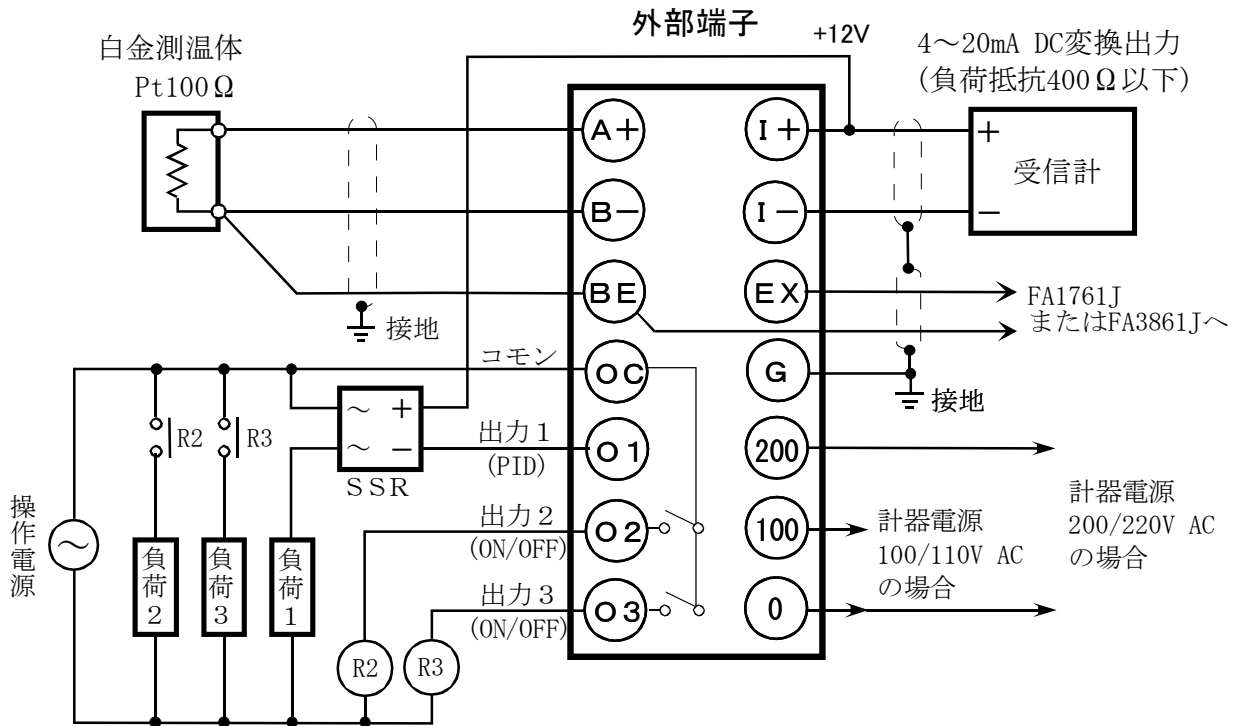 外部端子
+12V
白金測温体
Pt100Ω
4～20mA DC変換出力
(負荷抵抗400Ω以下)
A+
I+
+
受信計
B-
I-
−
BE
EX
FA1761J
またはFA3861Jへ
接地
コモン
OC
G
接地
～
+
～
−
SSR
R2
R3
出力1
(PID)
O1
200
操作電源
～
負荷2
負荷3
負荷1
出力2
(ON/OFF)
O2
100
計器電源
100/110V AC
の場合
計器電源
200/220V AC
の場合
出力3
(ON/OFF)
O3
0
R2
R3